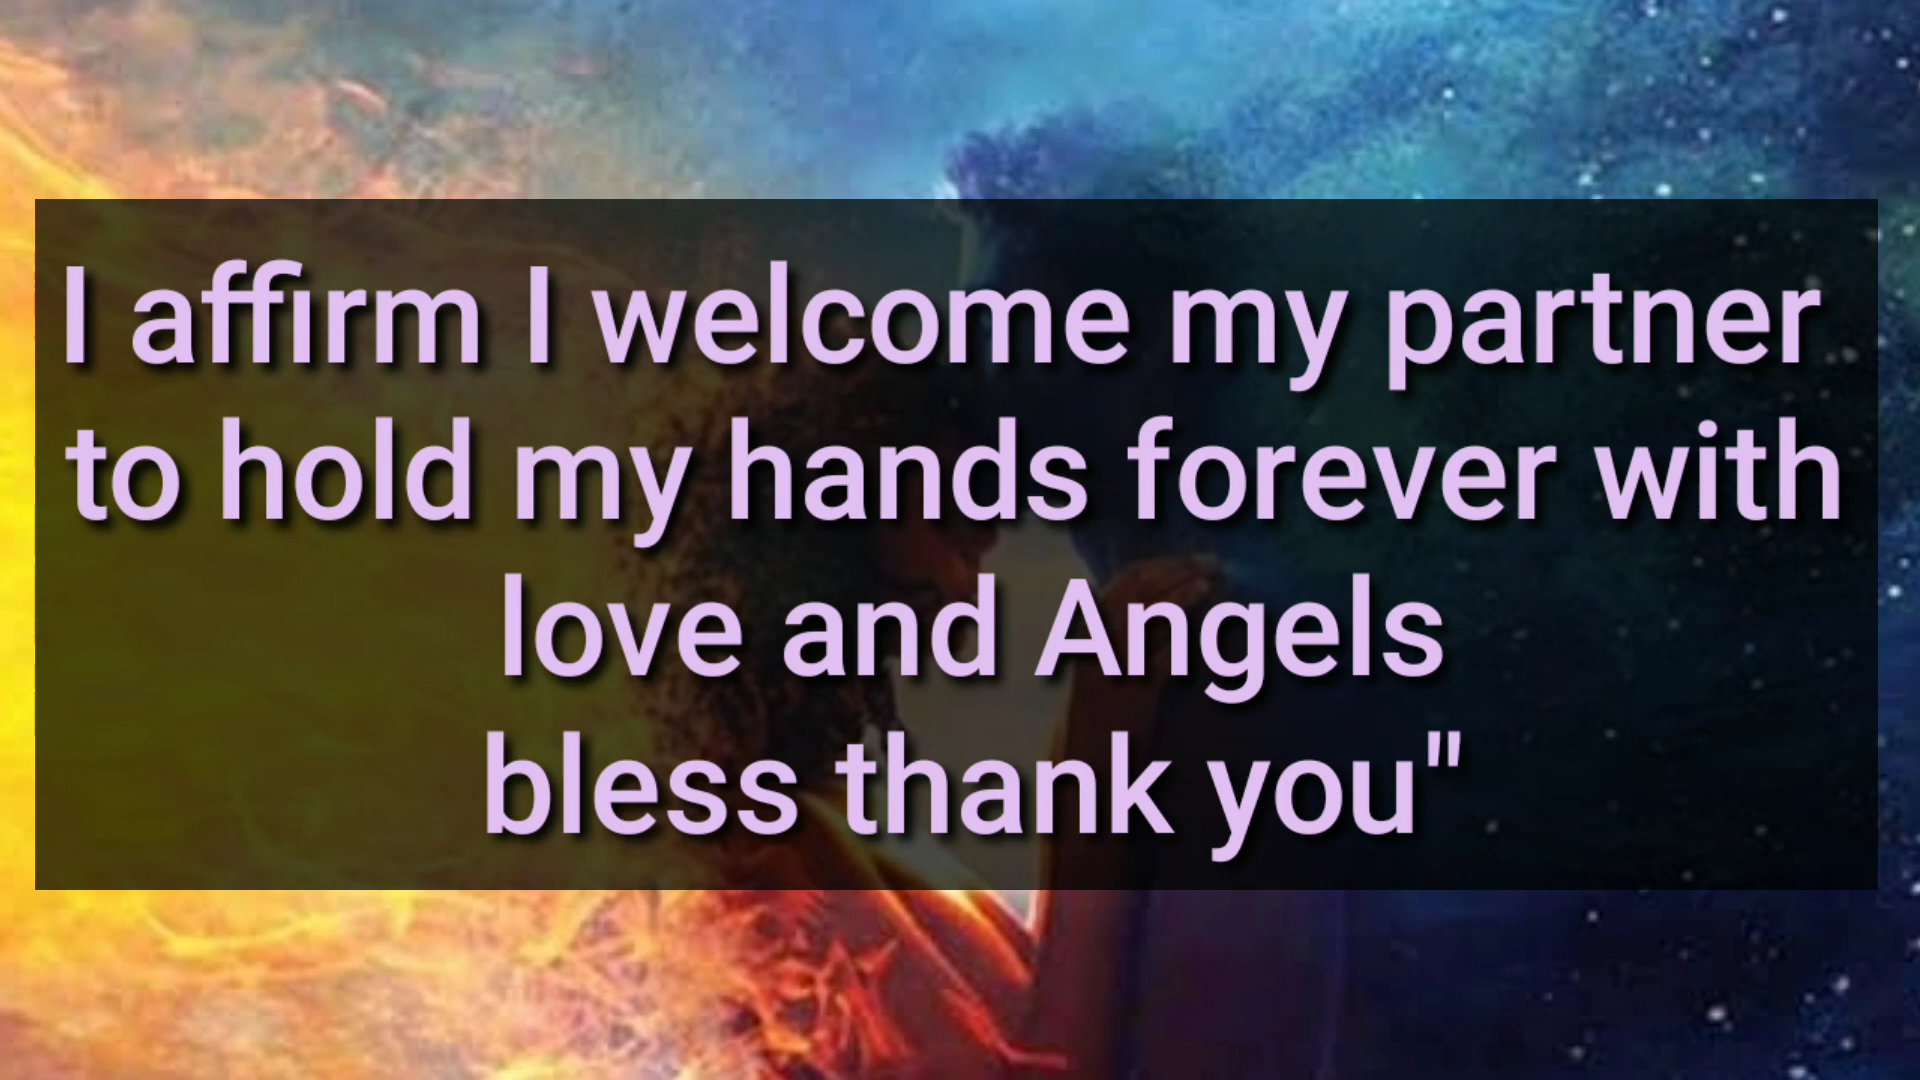 I affirm I welcome my partner
to hold my hands forever with
love and Angels
bless thank you"